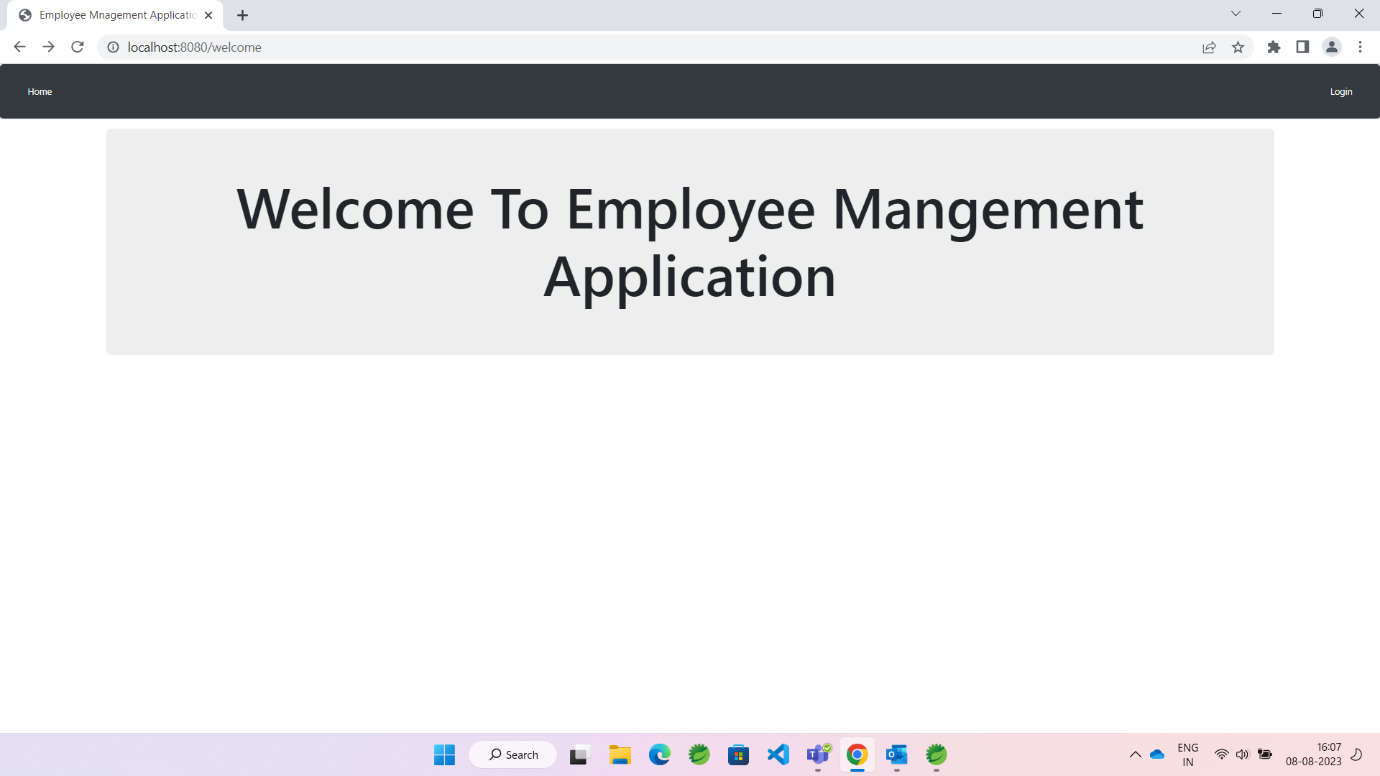 Employee Mnagement Applicatio
localhost:8080/welcome
Home
Login
Welcome To Employee Mangement
Application
Search
ENG
IN
16:07
08-08-2023